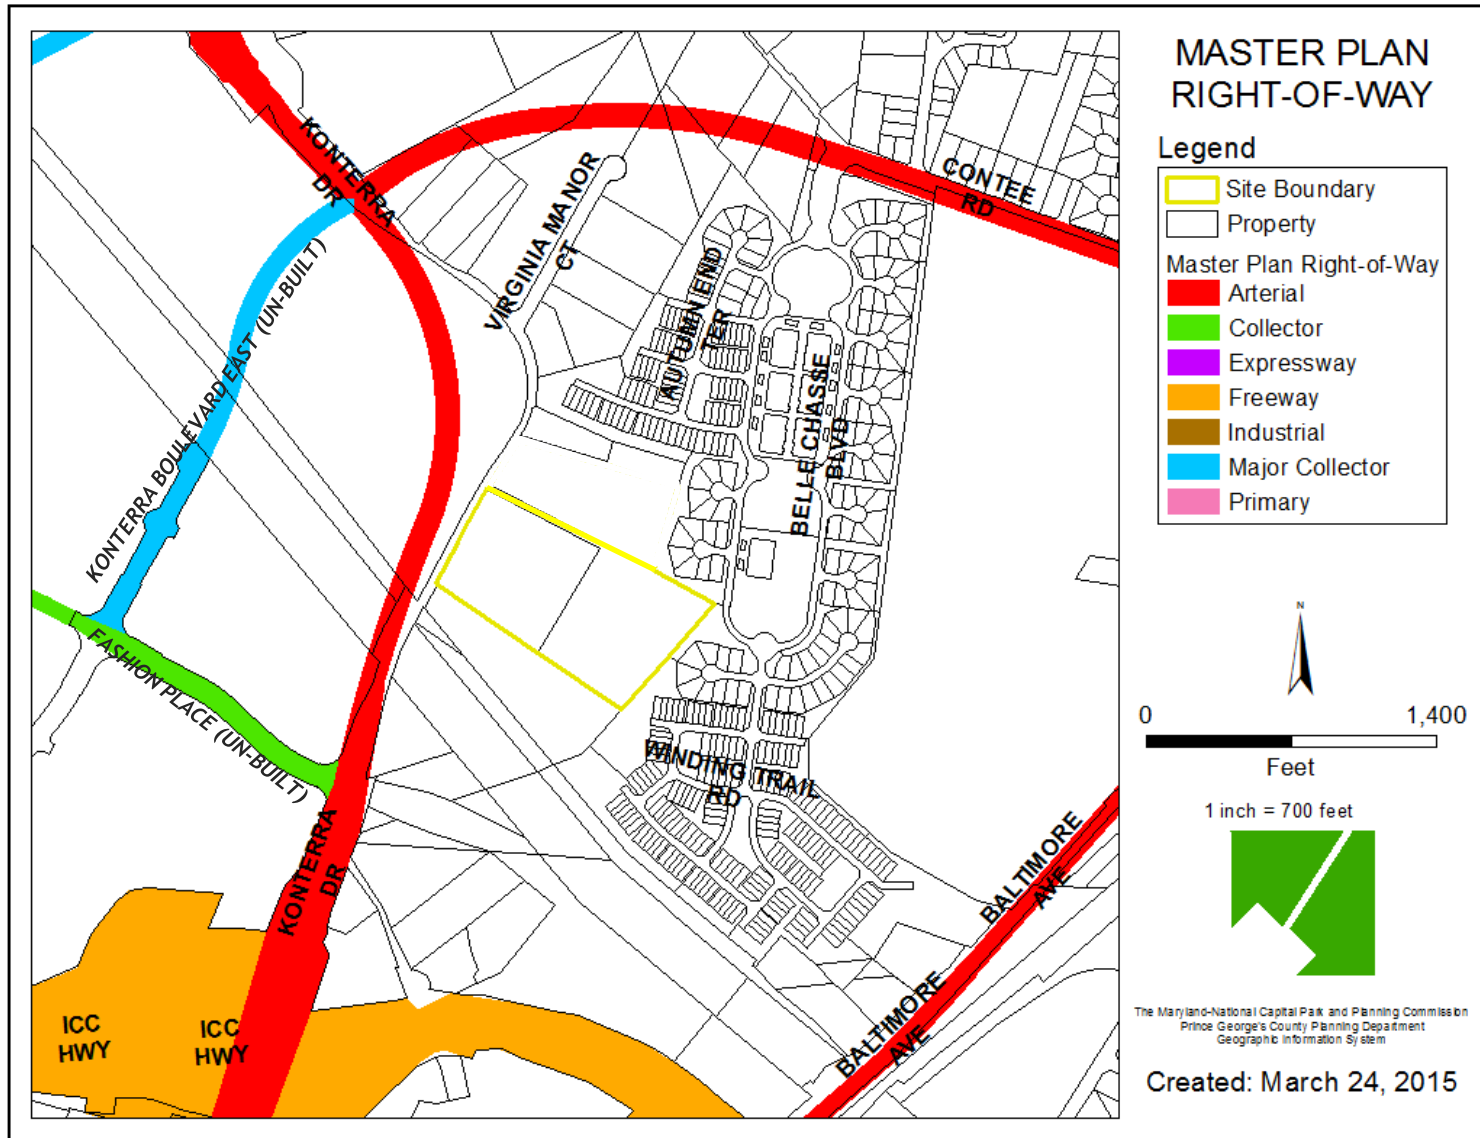 MASTER PLAN
RIGHT-OF-WAY
Legend
Site Boundary
Property
Master Plan Right-of-Way
Arterial
Collector
Expressway
Freeway
Industrial
Major Collector
Primary
N
0 1,400
Feet
1 inch = 700 feet
The Maryland-National Capital Park and Planning Commission
Prince George's County Planning Department
Geographic Information System
Created: March 24, 2015
KONTERRA
DR
CONTEE
RD
VIRGINIA MANOR
CT
AUTUMN END
TER
BELLE CHASSE
BLVD
KONTERRA BOULEVARD EAST (UN-BUILT)
FASHION PLACE (UN-BUILT)
WINDING TRAIL
RD
KONTERRA
DR
BALTIMORE
AVE
BALTIMORE
AVE
ICC
HWY
ICC
HWY